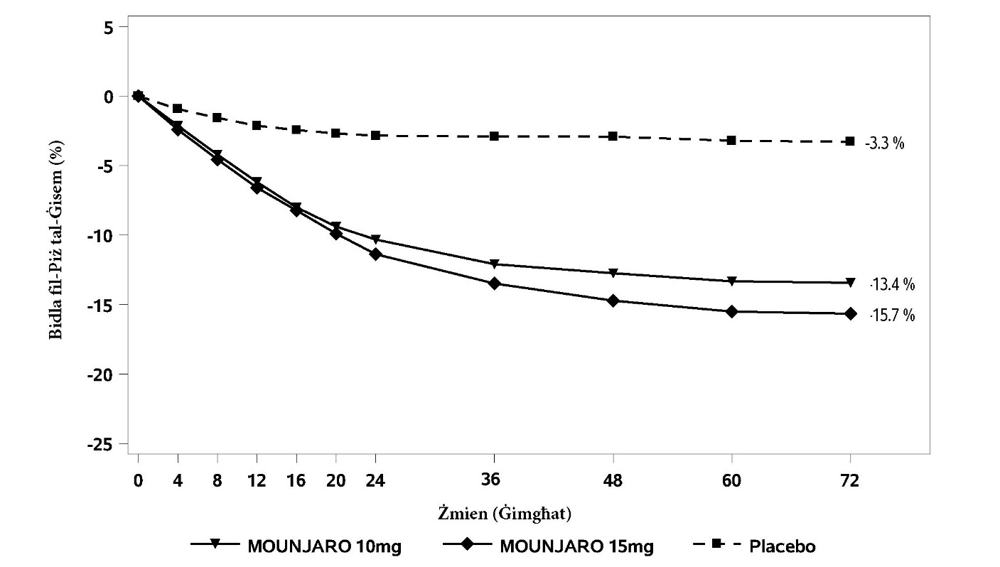 5
0
-5
-10
-15
-20
-25
Bidla fil-Piż tal-Ġisem (%)
-3.3 %
-13.4 %
-15.7 %
0 4 8 12 16 20 24 36 48 60 72
Żmien (Ġimgħat)
MOUNJARO 10mg MOUNJARO 15mg Placebo